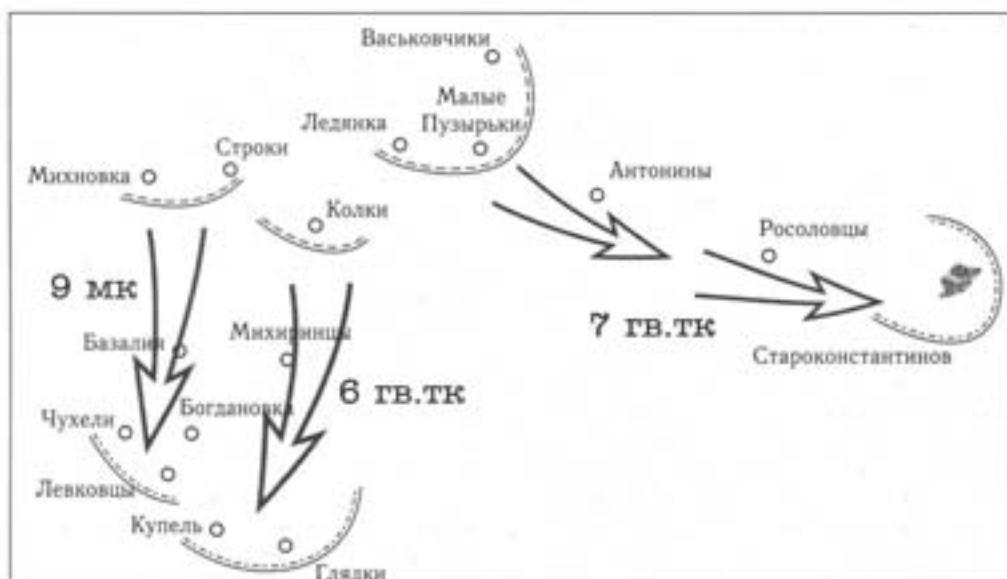 Васьковчики
Малые
Пузырьки
Ледянка
Строки
Михновка
Антонины
Колки
Росоловцы
9 мк
7 гв.тк
Михиринцы
Базалия
Староконстантинов
6 гв.тк
Богдановка
Чухели
Левковцы
Купель
Глядки